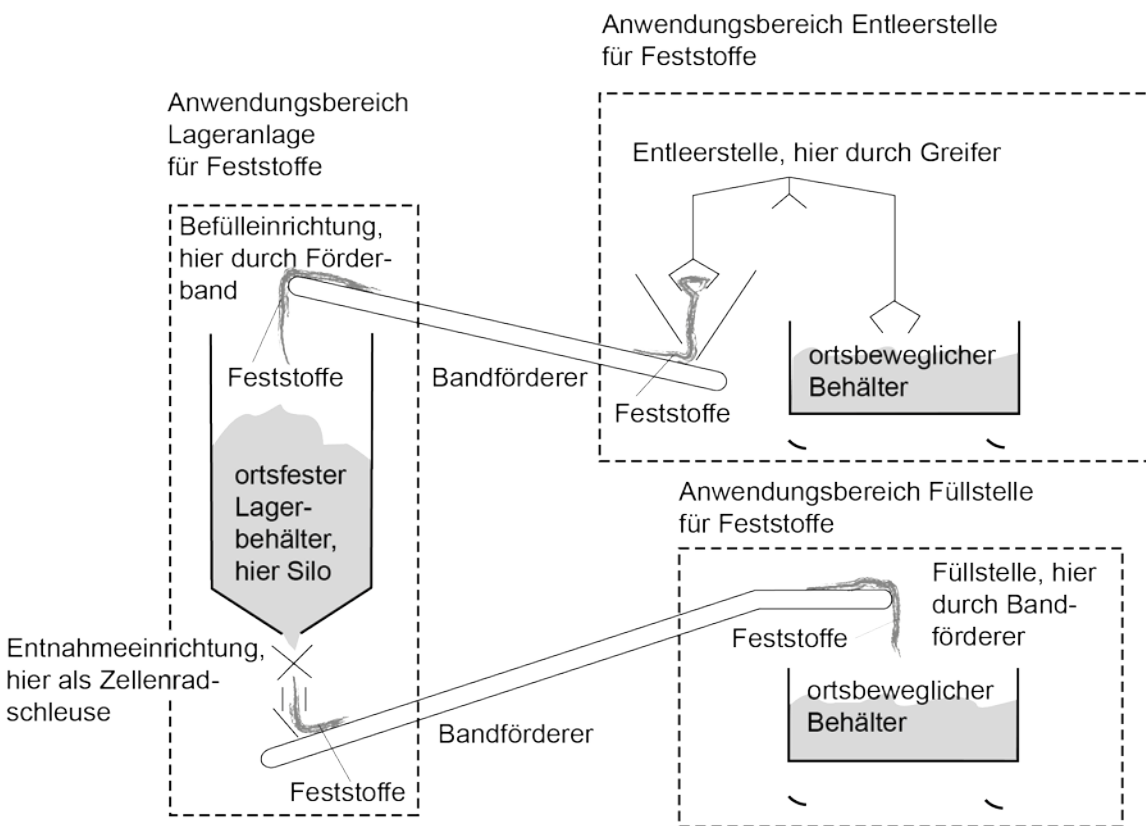 Anwendungsbereich Entleerstelle
für Feststoffe
Entleerstelle, hier durch Greifer
ortsbeweglicher
Behälter
Feststoffe
Anwendungsbereich
Lageranlage
für Feststoffe
Befülleinrichtung,
hier durch Förder-
band
Feststoffe
Bandförderer
ortsfester
Lager-
behälter,
hier Silo
Entnahmeeinrichtung,
hier als Zellenrad-
schleuse
Feststoffe
Bandförderer
Anwendungsbereich Füllstelle
für Feststoffe
Füllstelle, hier
durch Band-
förderer
Feststoffe
ortsbeweglicher
Behälter